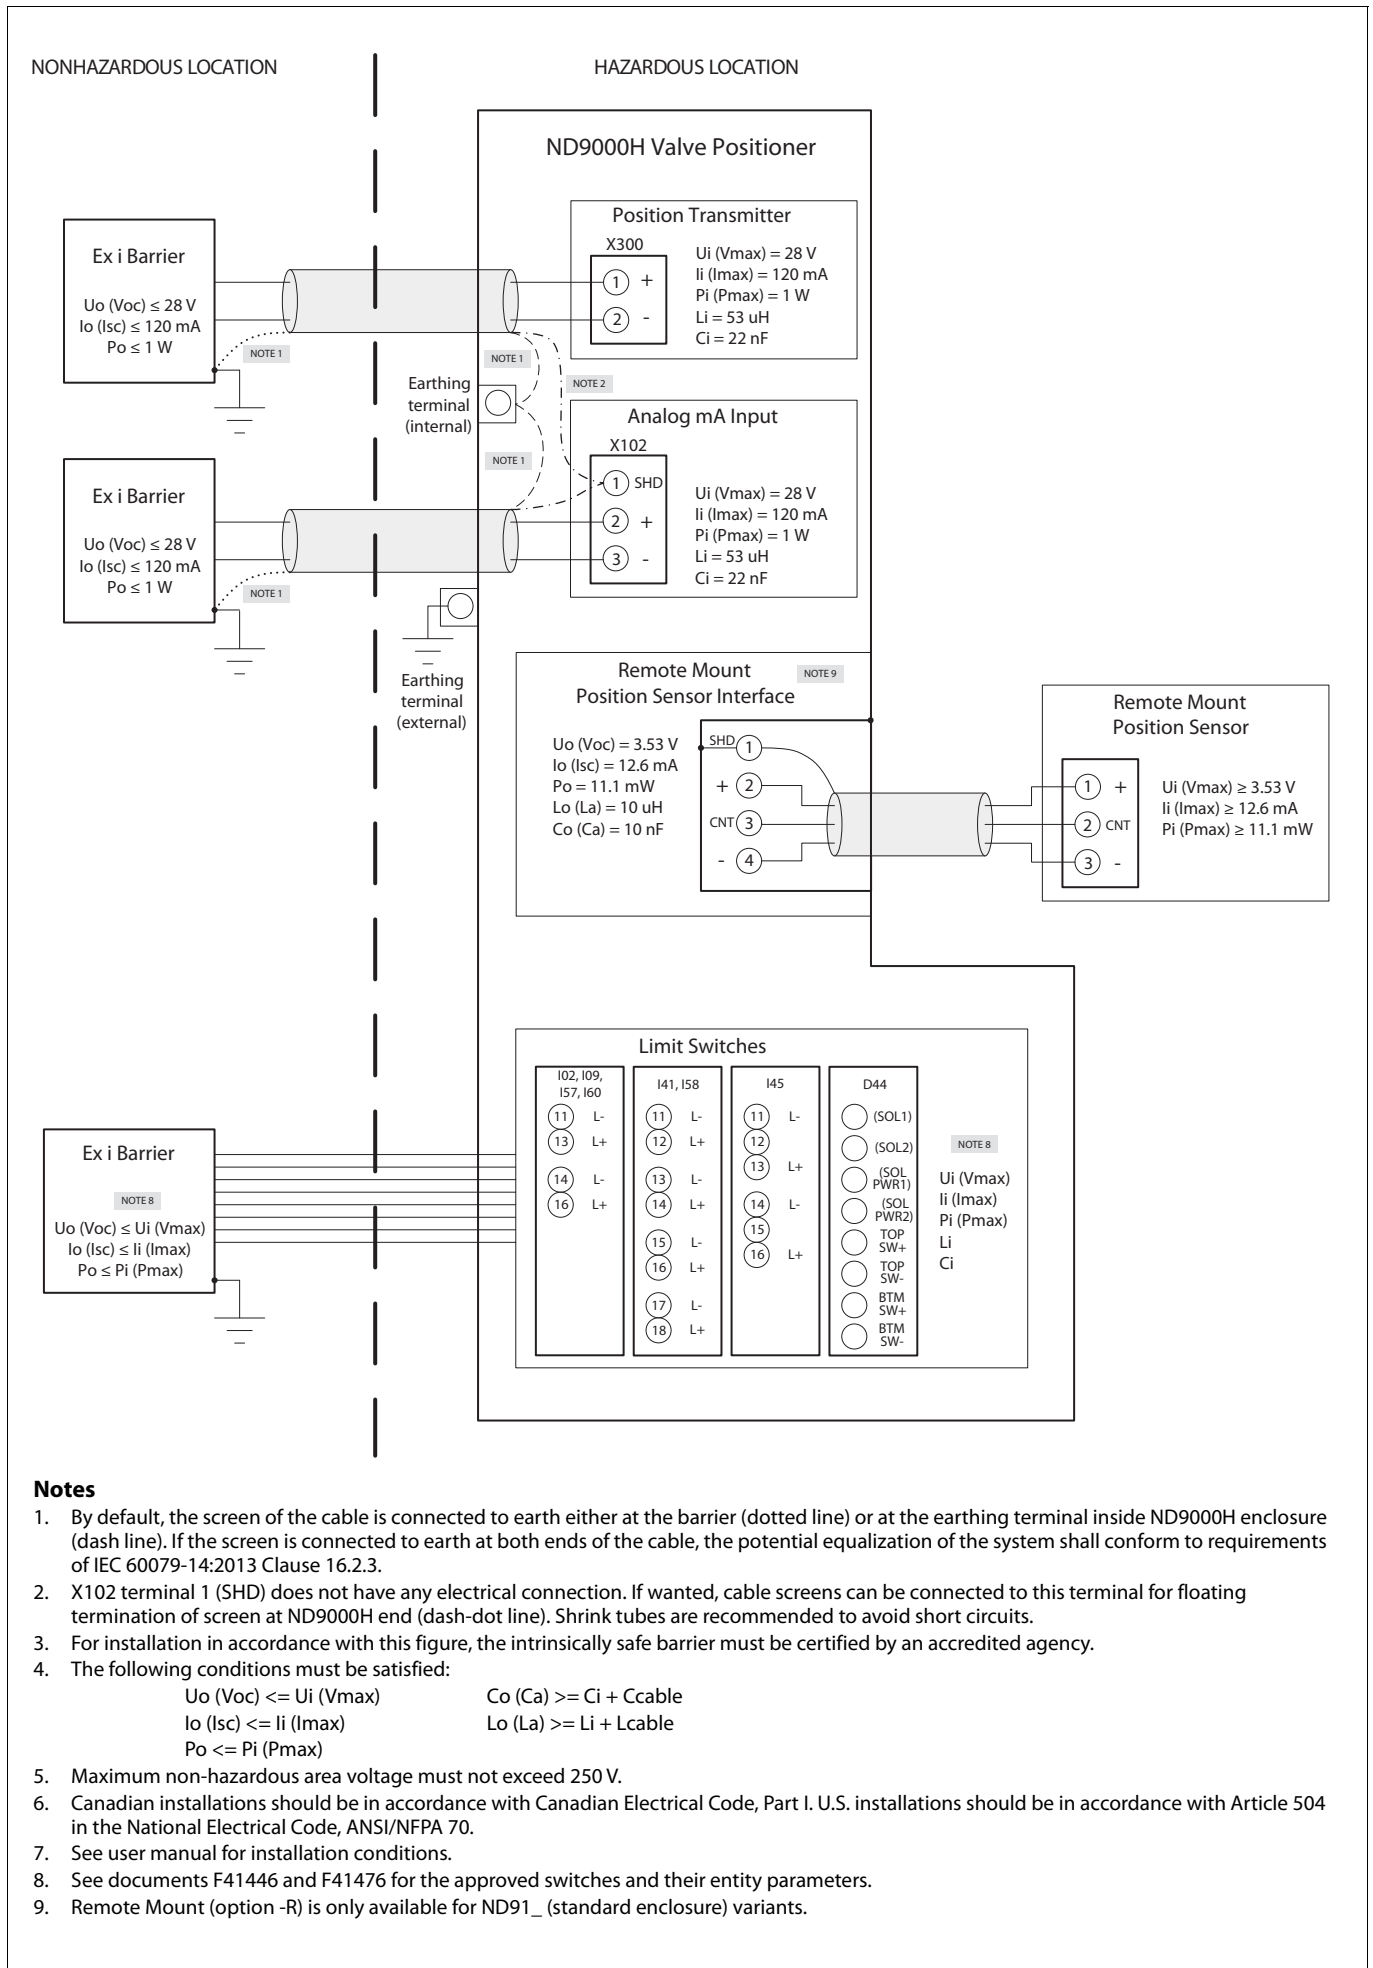 NONHAZARDOUS LOCATION
HAZARDOUS LOCATION
ND9000H Valve Positioner
Ex i Barrier
Uo (Voc) ≤ 28 V
Io (Isc) ≤ 120 mA
Po ≤ 1 W
NOTE 1
Position Transmitter
X300
1 +
2 -
Ui (Vmax) = 28 V
Ii (Imax) = 120 mA
Pi (Pmax) = 1 W
Li = 53 uH
Ci = 22 nF
NOTE 1
NOTE 2
Earthing
terminal
(internal)
NOTE 1
Ex i Barrier
Uo (Voc) ≤ 28 V
Io (Isc) ≤ 120 mA
Po ≤ 1 W
NOTE 1
Analog mA Input
X102
1 SHD
2 +
3 -
Ui (Vmax) = 28 V
Ii (Imax) = 120 mA
Pi (Pmax) = 1 W
Li = 53 uH
Ci = 22 nF
Earthing
terminal
(external)
Remote Mount
Position Sensor Interface
NOTE 9
Uo (Voc) = 3.53 V
Io (Isc) = 12.6 mA
Po = 11.1 mW
Lo (La) = 10 uH
Co (Ca) = 10 nF
SHD 1
+ 2
CNT 3
- 4
Remote Mount
Position Sensor
1 +
2 CNT
3 -
Ui (Vmax) ≥ 3.53 V
Ii (Imax) ≥ 12.6 mA
Pi (Pmax) ≥ 11.1 mW
Ex i Barrier
NOTE 8
Uo (Voc) ≤ Ui (Vmax)
Io (Isc) ≤ Ii (Imax)
Po ≤ Pi (Pmax)
Limit Switches
I02, I09,
I57, I60
11 L-
13 L+
14 L-
16 L+
I41, I58
11 L-
12 L+
13 L-
14 L+
15 L-
16 L+
17 L-
18 L+
I45
11 L-
12
13 L+
14 L-
15
16 L+
D44
(SOL1)
(SOL2)
(SOL
PWR1)
(SOL
PWR2)
TOP
SW+
TOP
SW-
BTM
SW+
BTM
SW-
NOTE 8
Ui (Vmax)
Ii (Imax)
Pi (Pmax)
Li
Ci
Notes
1. By default, the screen of the cable is connected to earth either at the barrier (dotted line) or at the earthing terminal inside ND9000H enclosure
(dash line). If the screen is connected to earth at both ends of the cable, the potential equalization of the system shall conform to requirements
of IEC 60079-14:2013 Clause 16.2.3.
2. X102 terminal 1 (SHD) does not have any electrical connection. If wanted, cable screens can be connected to this terminal for floating
termination of screen at ND9000H end (dash-dot line). Shrink tubes are recommended to avoid short circuits.
3. For installation in accordance with this figure, the intrinsically safe barrier must be certified by an accredited agency.
4. The following conditions must be satisfied:
Uo (Voc) <= Ui (Vmax) Co (Ca) >= Ci + Ccable
Io (Isc) <= Ii (Imax) Lo (La) >= Li + Lcable
Po <= Pi (Pmax)
5. Maximum non-hazardous area voltage must not exceed 250 V.
6. Canadian installations should be in accordance with Canadian Electrical Code, Part I. U.S. installations should be in accordance with Article 504
in the National Electrical Code, ANSI/NFPA 70.
7. See user manual for installation conditions.
8. See documents F41446 and F41476 for the approved switches and their entity parameters.
9. Remote Mount (option -R) is only available for ND91_ (standard enclosure) variants.